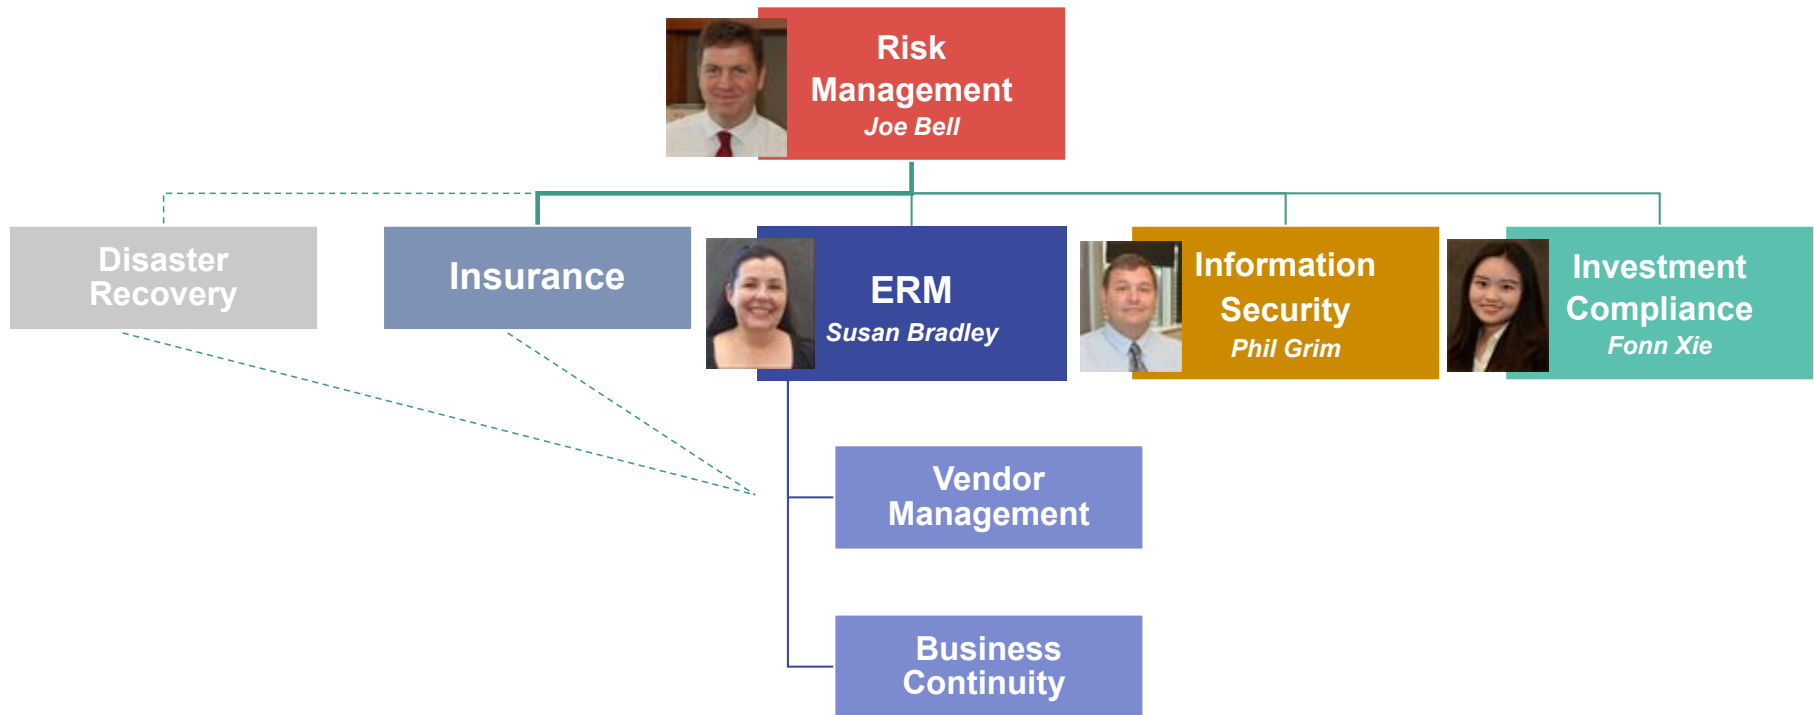 Risk
Management
Joe Bell
Disaster
Recovery
Insurance
ERM
Susan Bradley
Information
Security
Phil Grim
Investment
Compliance
Fonn Xie
Vendor
Management
Business
Continuity